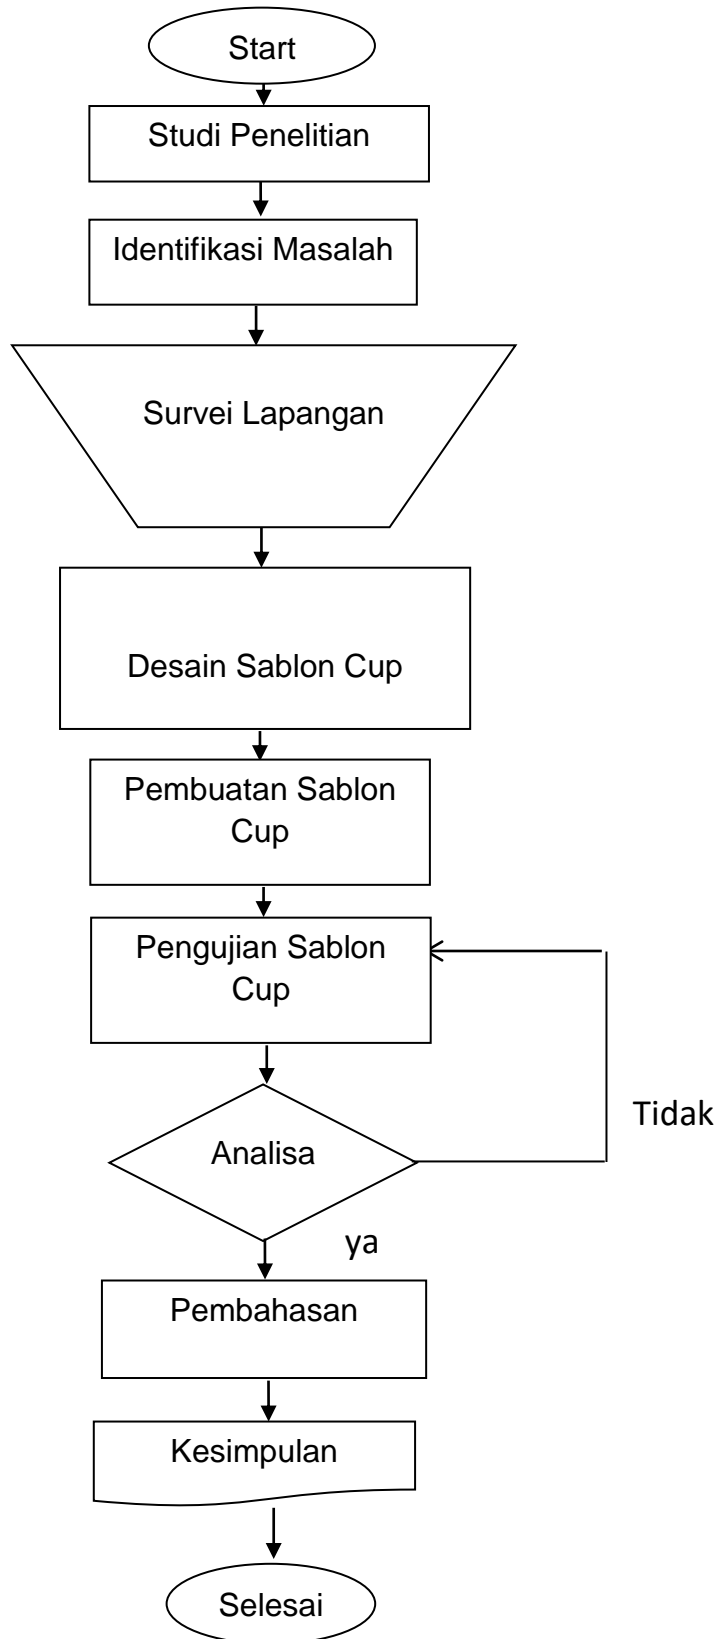 Start
Studi Penelitian
Identifikasi Masalah
Survei Lapangan
Desain Sablon Cup
Pembuatan Sablon
Cup
Pengujian Sablon
Cup
Tidak
Analisa
ya
Pembahasan
Kesimpulan
Selesai